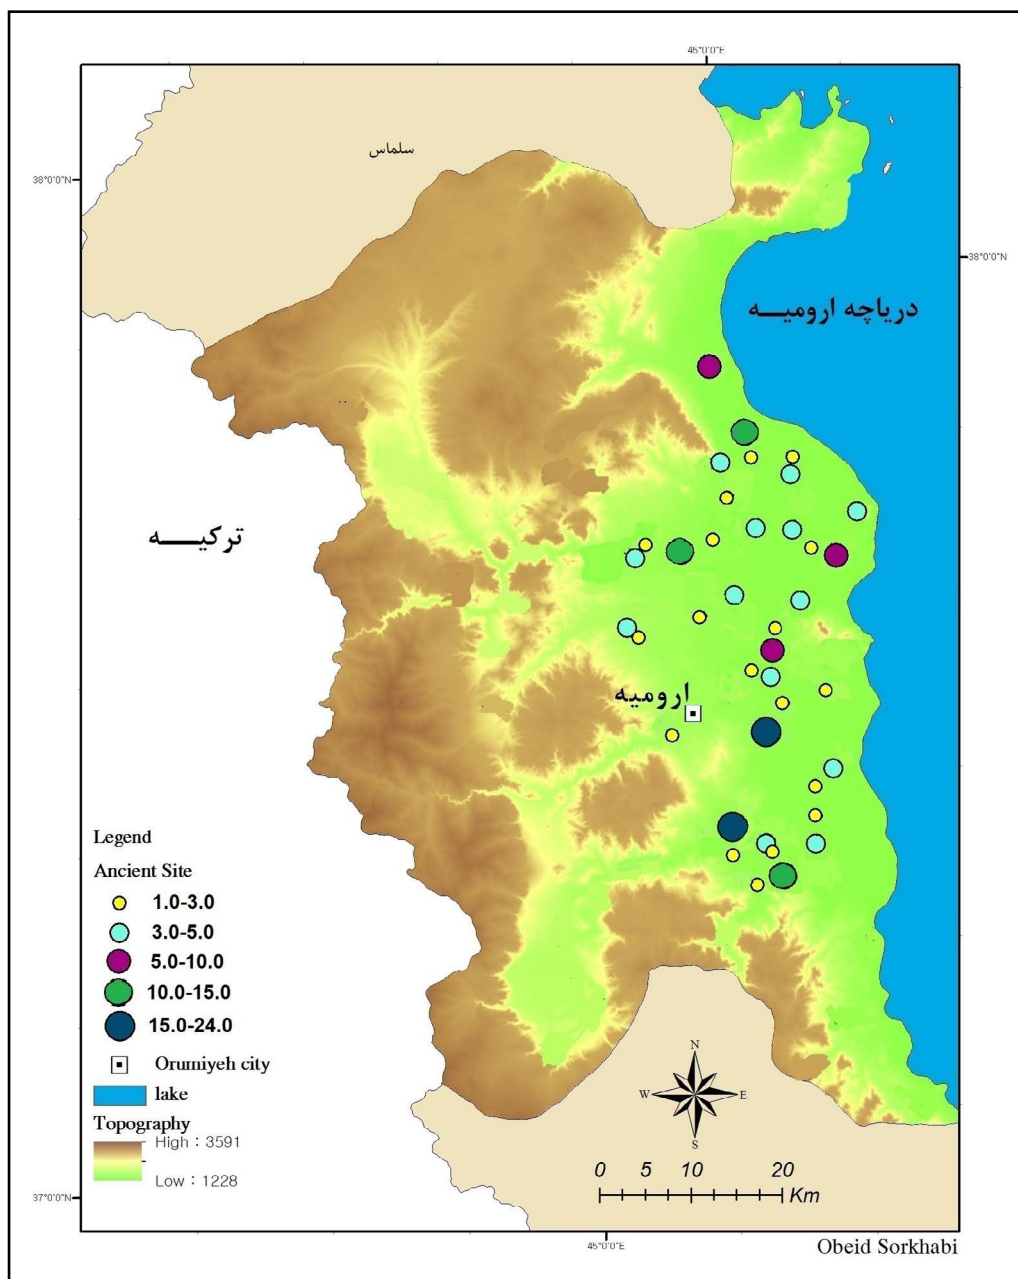 45°0'0"E
سلماس
38°0'0"N
38°0'0"N
دریاچه ارومیـــه
ترکیـــه
ارومیه
Legend
Ancient Site
1.0-3.0
3.0-5.0
5.0-10.0
10.0-15.0
15.0-24.0
Orumiyeh city
lake
Topography
High : 3591
Low : 1228
N
W E
S
0 5 10 20
Km
37°0'0"N
45°0'0"E
Obeid Sorkhabi